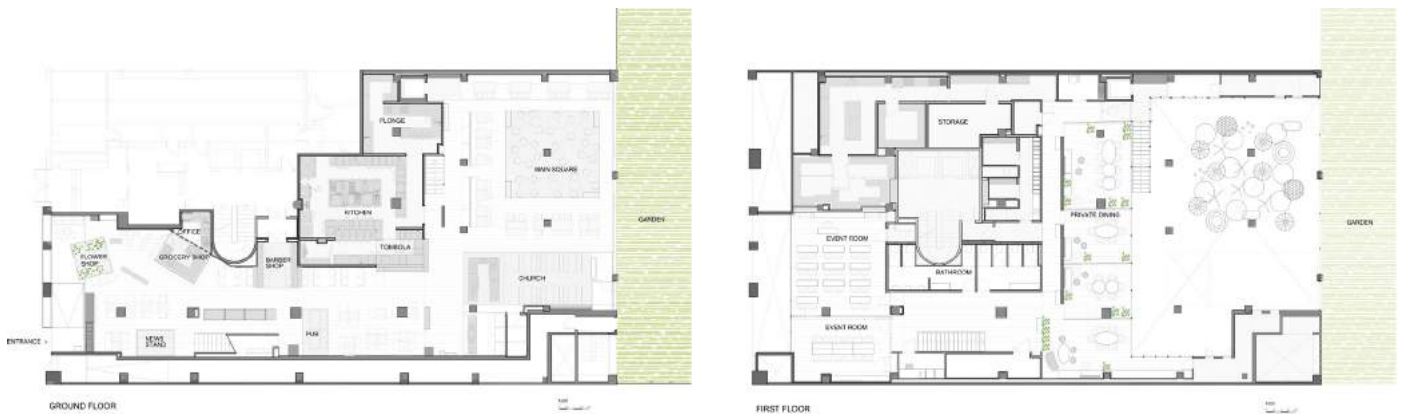 PLONGE
MAIN SQUARE
KITCHEN
GARDEN
OFFICE
FLOWER
SHOP
GROCERY SHOP
TOMBOLA
BARBER
SHOP
CHURCH
PUB
NEWS
STAND
ENTRANCE
GROUND FLOOR
STORAGE
PRIVATE DINING
GARDEN
EVENT ROOM
BATHROOM
EVENT ROOM
FIRST FLOOR